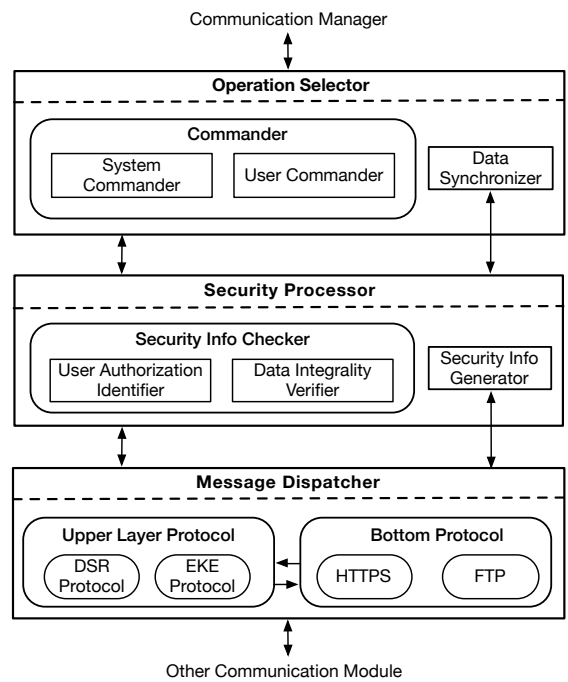 Communication Manager
Operation Selector
Commander
System
Commander
User Commander
Data
Synchronizer
Security Processor
Security Info Checker
User Authorization
Identifier
Data Integrality
Verifier
Security Info
Generator
Message Dispatcher
Upper Layer Protocol
DSR
Protocol
EKE
Protocol
Bottom Protocol
HTTPS
FTP
Other Communication Module